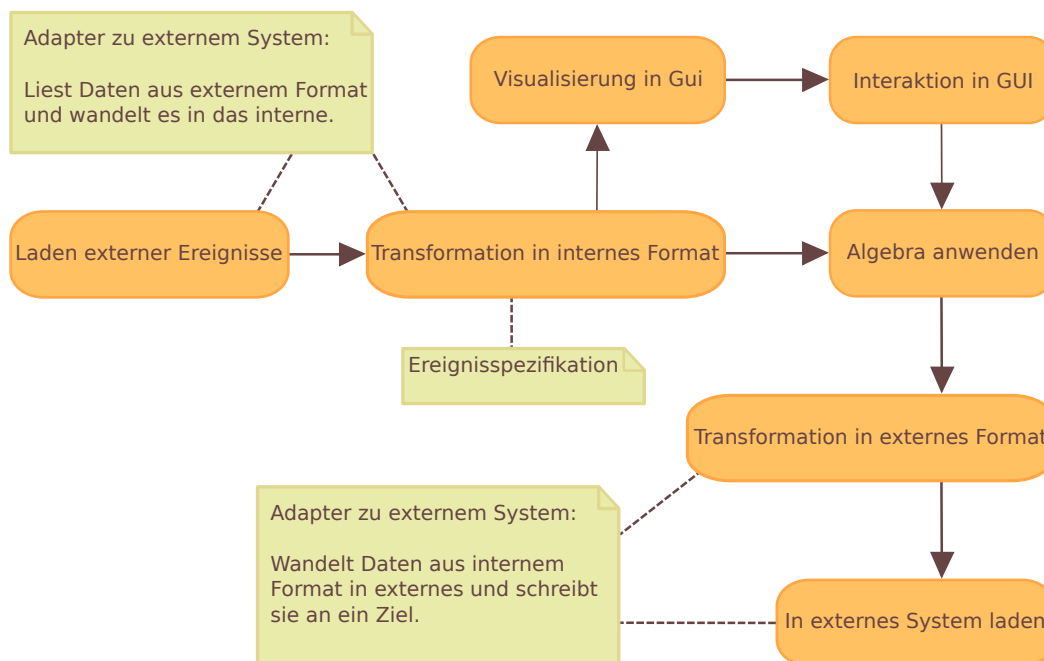 Adapter zu externem System:
Liest Daten aus externem Format
und wandelt es in das interne.
Visualisierung in Gui
Interaktion in GUI
Laden externer Ereignisse
Transformation in internes Format
Algebra anwenden
Ereignisspezifikation
Transformation in externes Format
Adapter zu externem System:
Wandelt Daten aus internem
Format in externes und schreibt
sie an ein Ziel.
In externes System laden